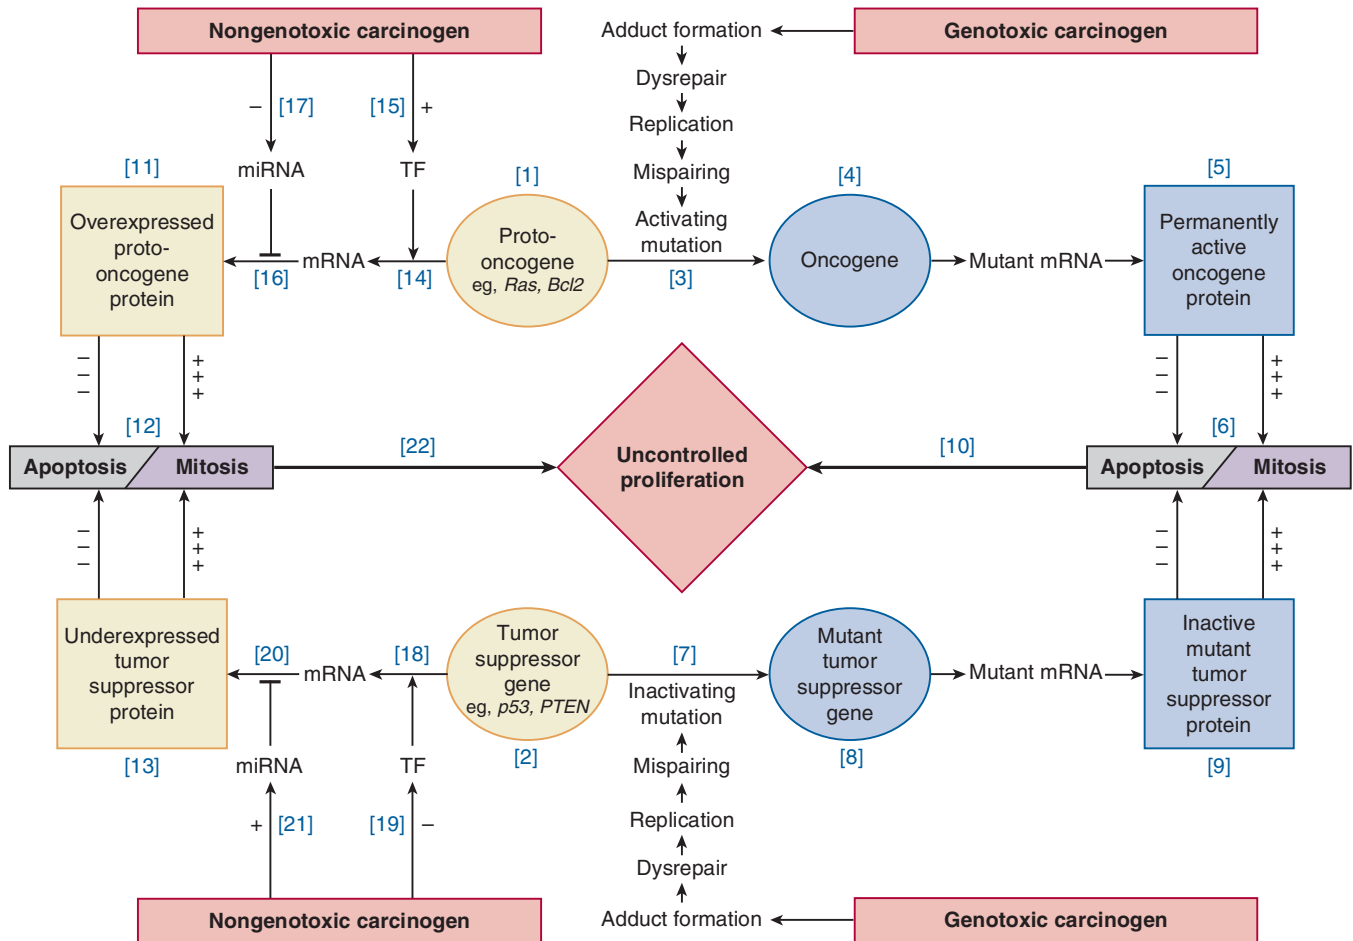 Nongenotoxic carcinogen
Adduct formation
Genotoxic carcinogen
Dysrepair
– [17]
[15] +
Replication
[11]
miRNA
TF
[1]
Mispairing
[4]
[5]
Overexpressed
proto-
oncogene
protein
[16]
mRNA
[14]
Proto-
oncogene
eg, Ras, Bcl2
Activating
mutation
[3]
Oncogene
Mutant mRNA
Permanently
active
oncogene
protein
–
–
–
+
+
+
–
–
–
+
+
+
[12]
Apoptosis
Mitosis
[22]
Uncontrolled
proliferation
[10]
[6]
Apoptosis
Mitosis
–
–
–
+
+
+
–
–
–
+
+
+
Underexpressed
tumor
suppressor
protein
[13]
[20]
mRNA
[18]
Tumor
suppressor
gene
eg, p53, PTEN
[2]
[7]
Inactivating
mutation
Mutant
tumor
suppressor
gene
[8]
Mutant mRNA
Inactive
mutant
tumor
suppressor
protein
[9]
miRNA
TF
Mispairing
+ [21]
[19] –
Replication
Dysrepair
Nongenotoxic carcinogen
Adduct formation
Genotoxic carcinogen